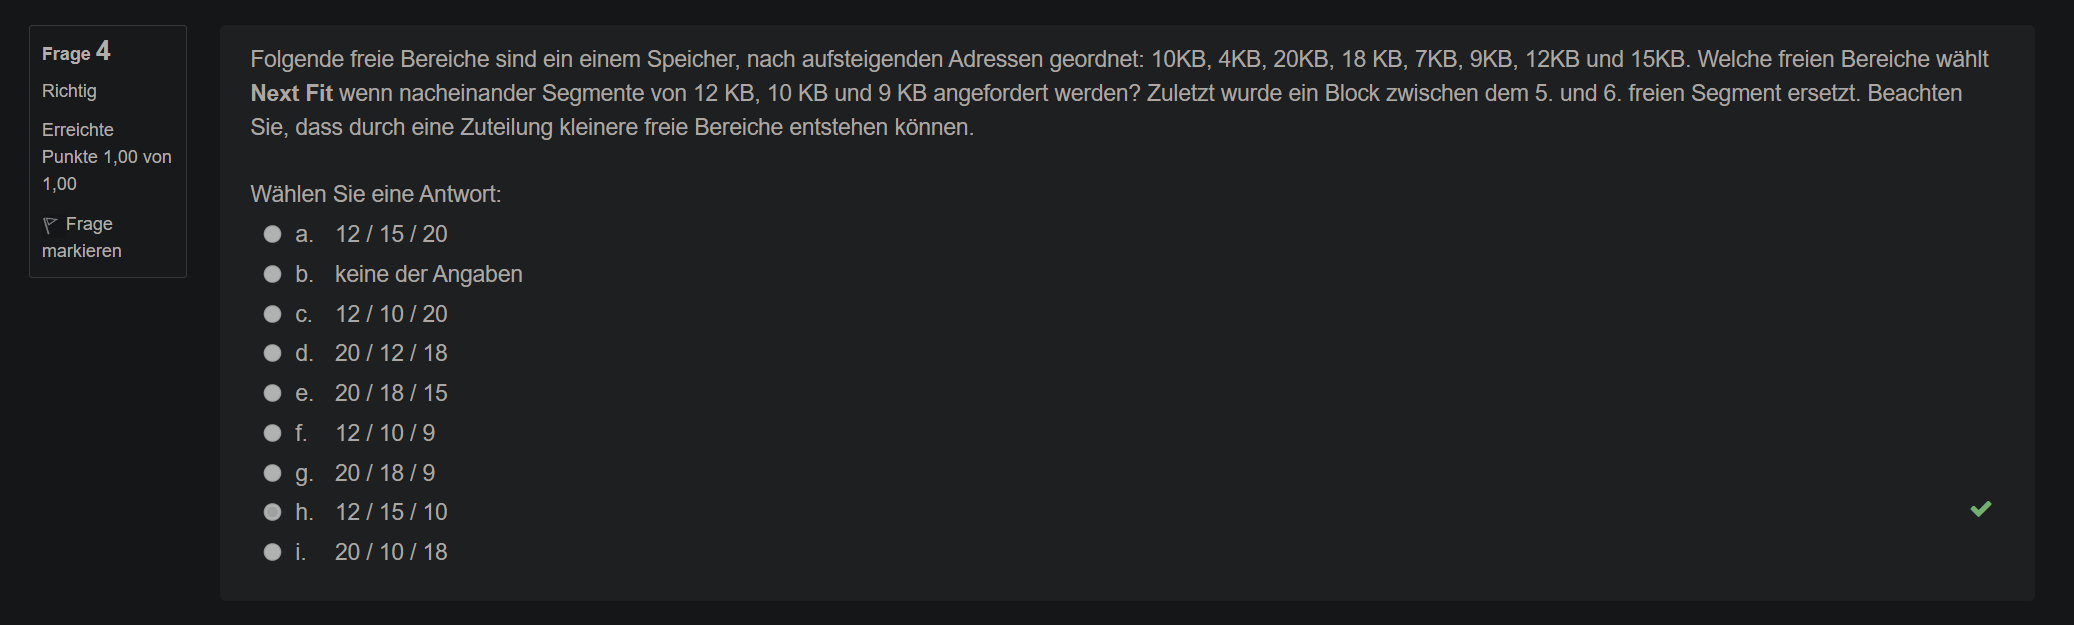 Frage 4
Richtig
Erreichte
Punkte 1,00 von
1,00
Frage
markieren
Folgende freie Bereiche sind ein einem Speicher, nach aufsteigenden Adressen geordnet: 10KB, 4KB, 20KB, 18 KB, 7KB, 9KB, 12KB und 15KB. Welche freien Bereiche wählt
Next Fit wenn nacheinander Segmente von 12 KB, 10 KB und 9 KB angefordert werden? Zuletzt wurde ein Block zwischen dem 5. und 6. freien Segment ersetzt. Beachten
Sie, dass durch eine Zuteilung kleinere freie Bereiche entstehen können.
Wählen Sie eine Antwort:
a. 12 / 15 / 20
b. keine der Angaben
c. 12 / 10 / 20
d. 20 / 12 / 18
e. 20 / 18 / 15
f. 12 / 10 / 9
g. 20 / 18 / 9
h. 12 / 15 / 10
i. 20 / 10 / 18